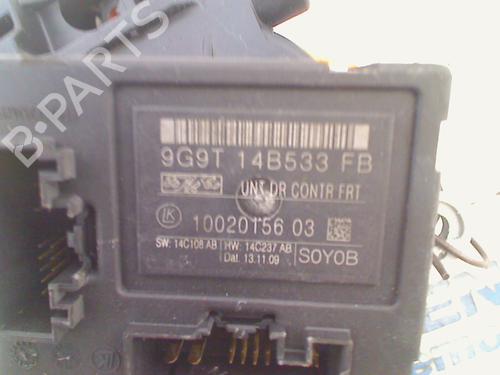 B-PARTS
9G9T 14B533 FB
UNT DR CONTR FRT
LK
10020156 03
SW: 14C108 AB
HW: 14C237 AB
Dat. 13.11.09
SOYOB